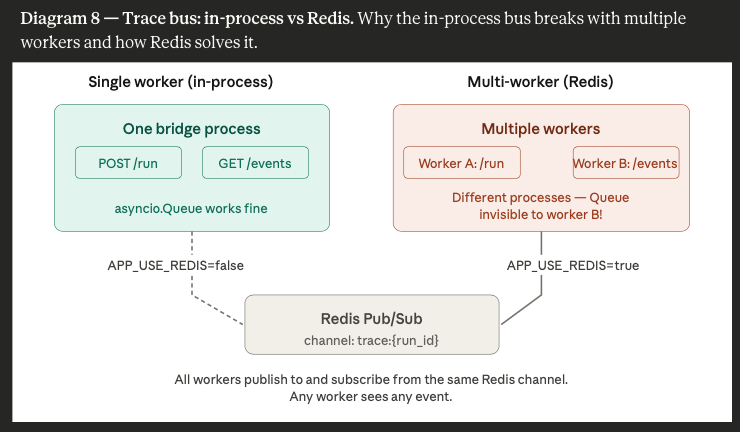 Diagram 8 — Trace bus: in-process vs Redis. Why the in-process bus breaks with multiple
workers and how Redis solves it.
Single worker (in-process)
Multi-worker (Redis)
One bridge process
POST /run
GET /events
asyncio.Queue works fine
Multiple workers
Worker A: /run
Worker B: /events
Different processes — Queue
invisible to worker B!
APP_USE_REDIS=false
APP_USE_REDIS=true
Redis Pub/Sub
channel: trace:{run_id}
All workers publish to and subscribe from the same Redis channel.
Any worker sees any event.